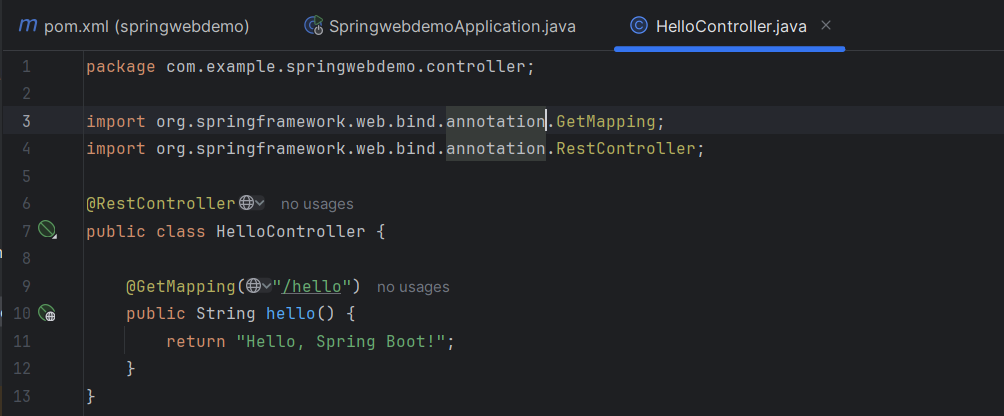 pom.xml (springwebdemo) SpringwebdemoApplication.java HelloController.java
1 package com.example.springwebdemo.controller;
2
3 import org.springframework.web.bind.annotation.GetMapping;
4 import org.springframework.web.bind.annotation.RestController;
5
6 @RestController no usages
7 public class HelloController {
8
9 @GetMapping("/hello") no usages
10 public String hello() {
11 return "Hello, Spring Boot!";
12 }
13 }